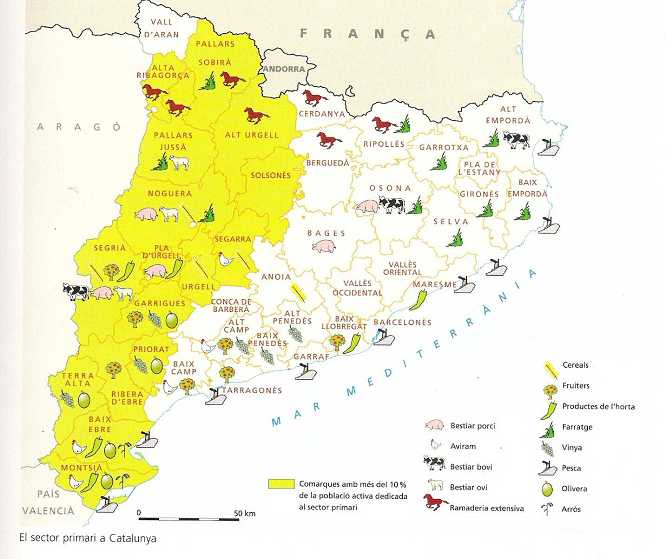 VALL
D'ARAN
FRANÇA
PALLARS
SOBIRÀ
ALTA
RIBAGORÇA
ANDORRA
CERDANYA
ALT
EMPORDÀ
ARAGÓ
PALLARS
JUSSÀ
ALT URGELL
BERGUEDÀ
RIPOLLÈS
GARROTXA
PLA DE
L'ESTANY
SOLSONÈS
NOGUERA
OSONA
GIRONÈS
BAIX
EMPORDÀ
SELVA
BAGES
SEGRIÀ
PLA
D'URGELL
SEGARRA
URGELL
ANOIA
VALLÈS
ORIENTAL
VALLÈS
OCCIDENTAL
MARESME
GARRIGUES
CONCA DE
BARBERÀ
ALT
CAMP
ALT
PENEDÈS
BAIX
PENEDÈS
BAIX
LLOBREGAT
BARCELONÈS
PRIORAT
BAIX
CAMP
GARRAF
TARRAGONÈS
TERRA
ALTA
RIBERA
D'EBRE
BAIX
EBRE
MONTSIÀ
PAÍS
VALENCIÀ
MAR MEDITERRÀNIA
Bestiar porcí
Aviram
Bestiar boví
Bestiar oví
Ramaderia extensiva
Cereals
Fruiters
Productes de l'horta
Farratge
Vinya
Pesca
Olivera
Arròs
Comarques amb més del 10%
de la població activa dedicada
al sector primari
0
50 km
El sector primari a Catalunya